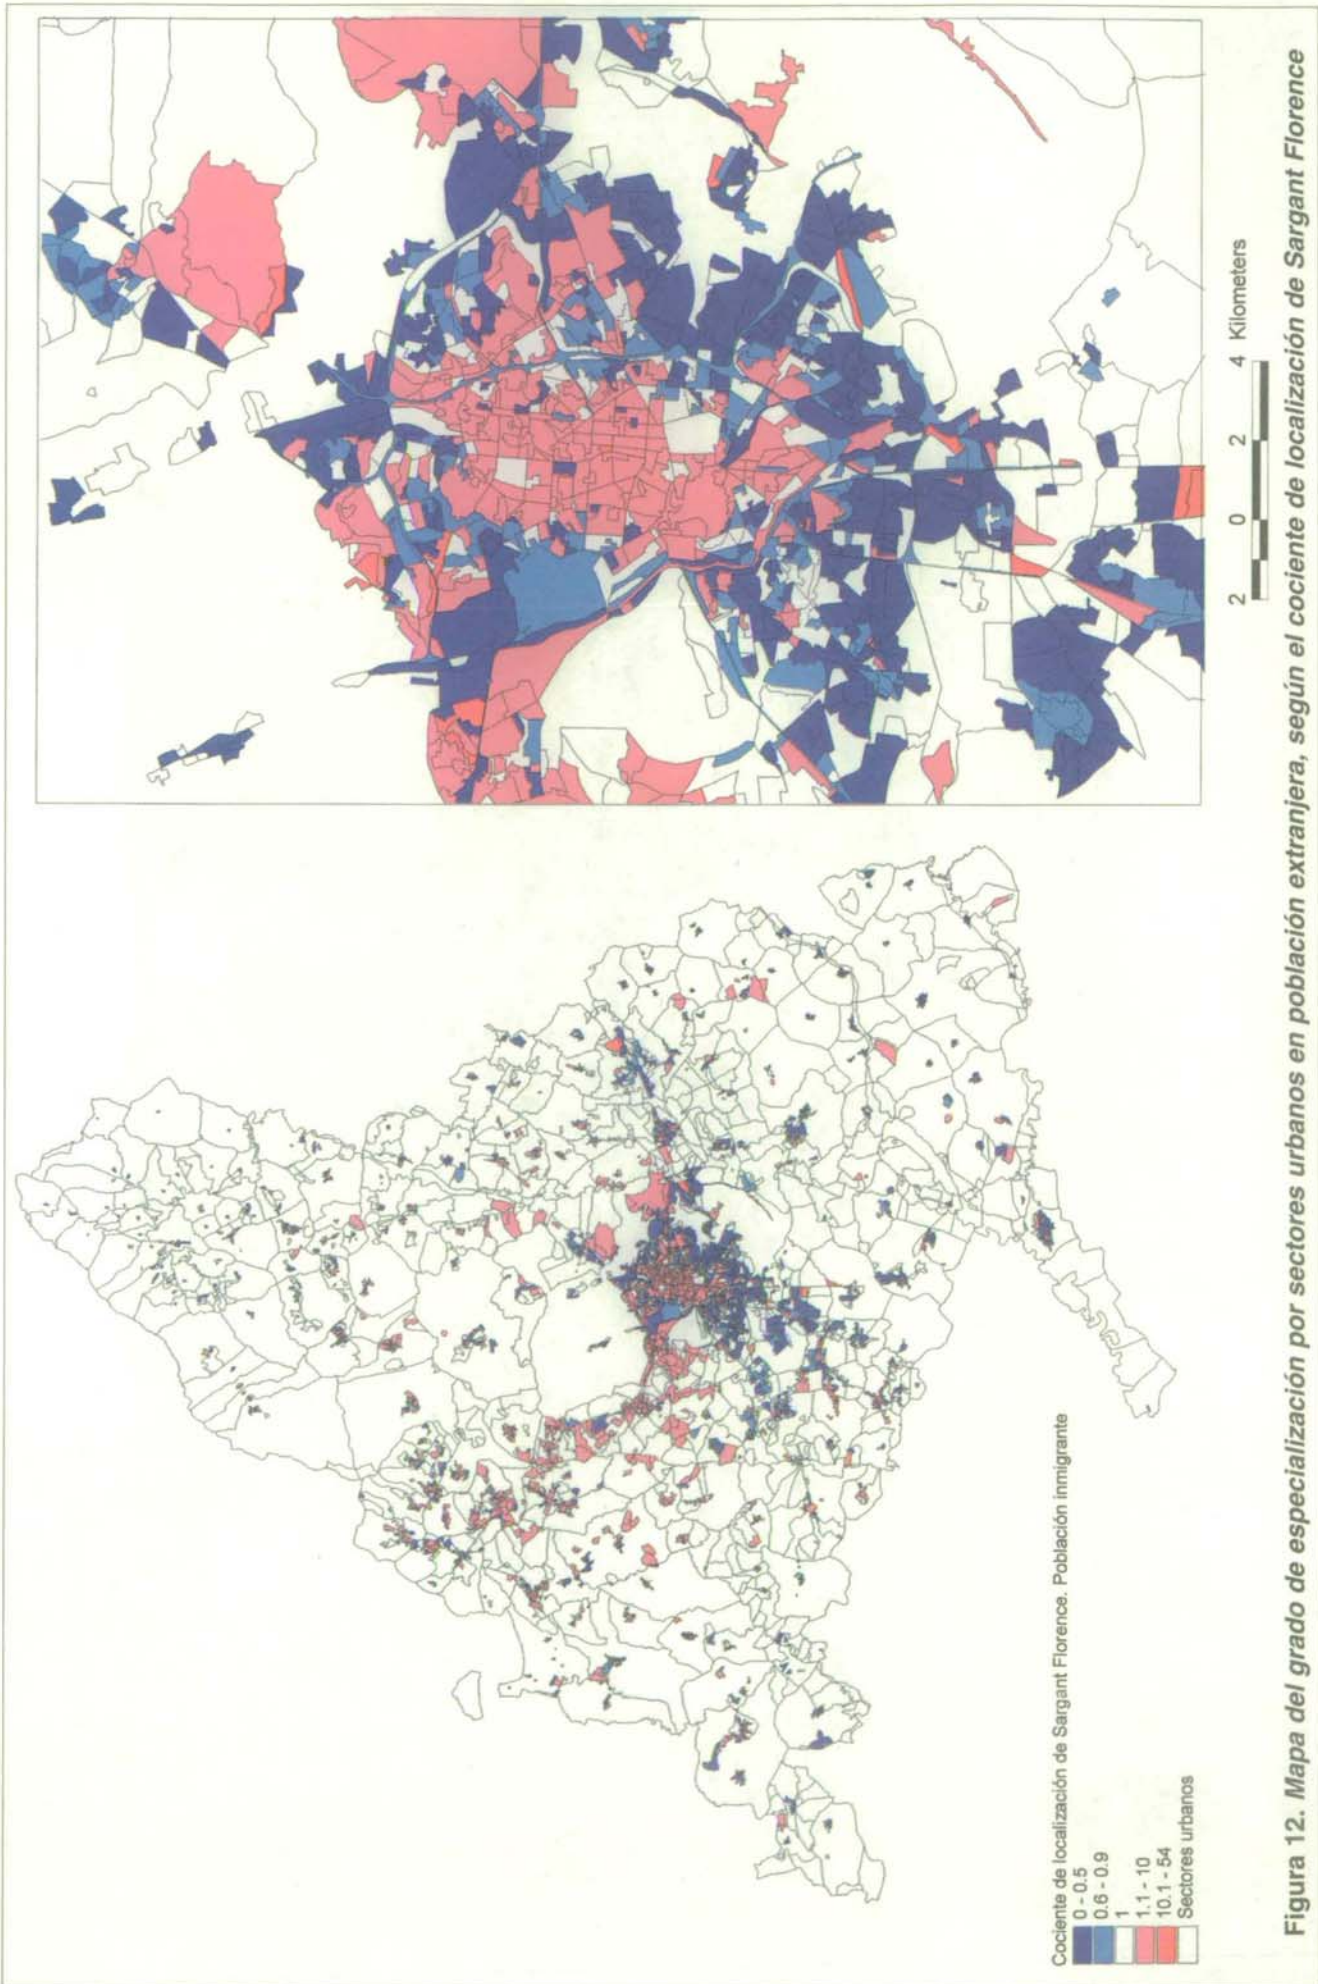 2 0 2 4 Kilometers
Cociente de localización de Sargant Florence. Población inmigrante
0 - 0.5
0.6 - 0.9
1
1.1 - 10
10.1 - 54
Sectores urbanos
Figura 12. Mapa del grado de especialización por sectores urbanos en población extranjera, según el cociente de localización de Sargant Florence